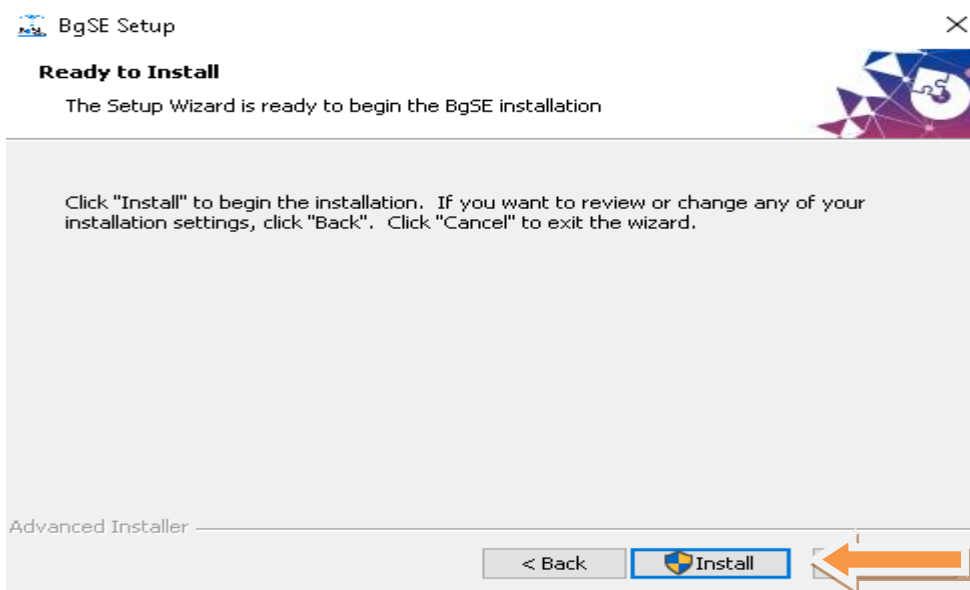 BgSE Setup
Ready to Install
The Setup Wizard is ready to begin the BgSE installation
Click "Install" to begin the installation. If you want to review or change any of your
installation settings, click "Back". Click "Cancel" to exit the wizard.
Advanced Installer
< Back Install